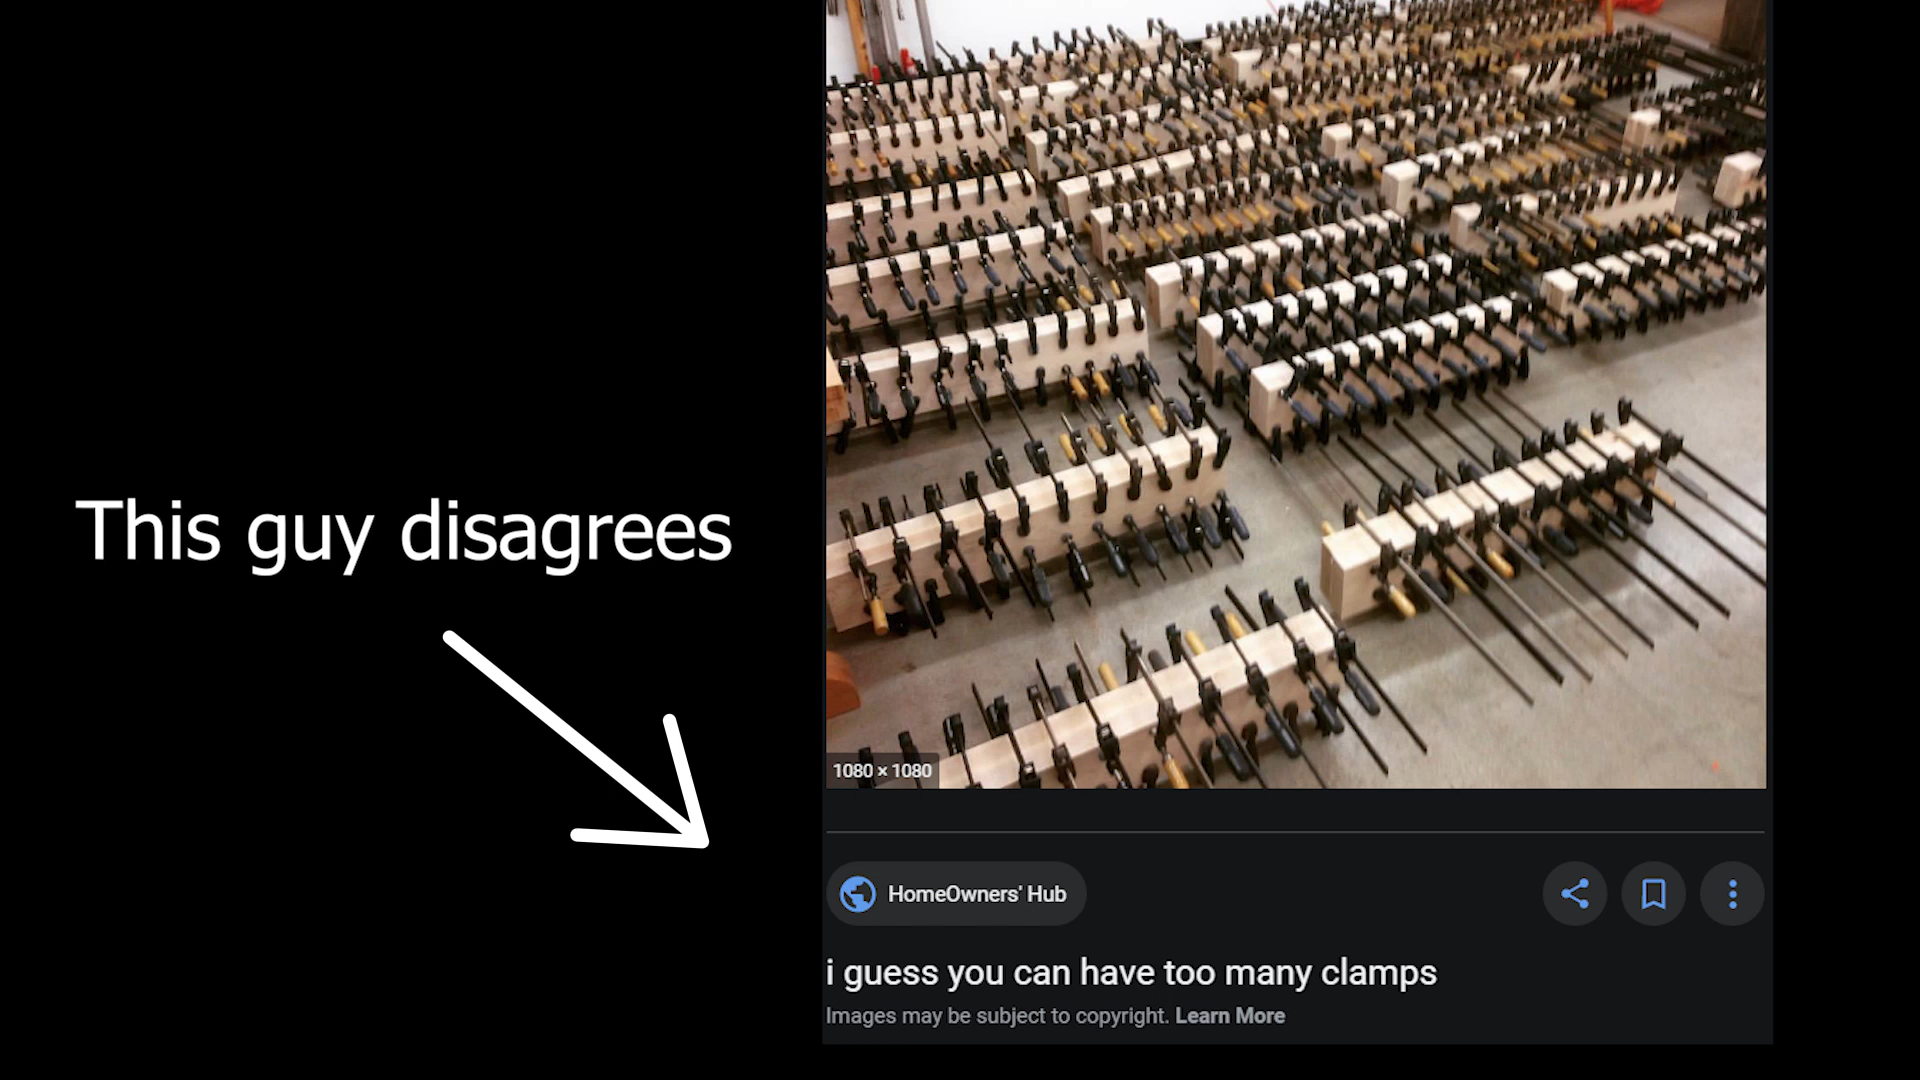 This guy disagrees
1080 × 1080
HomeOwners' Hub
i guess you can have too many clamps
Images may be subject to copyright. Learn More